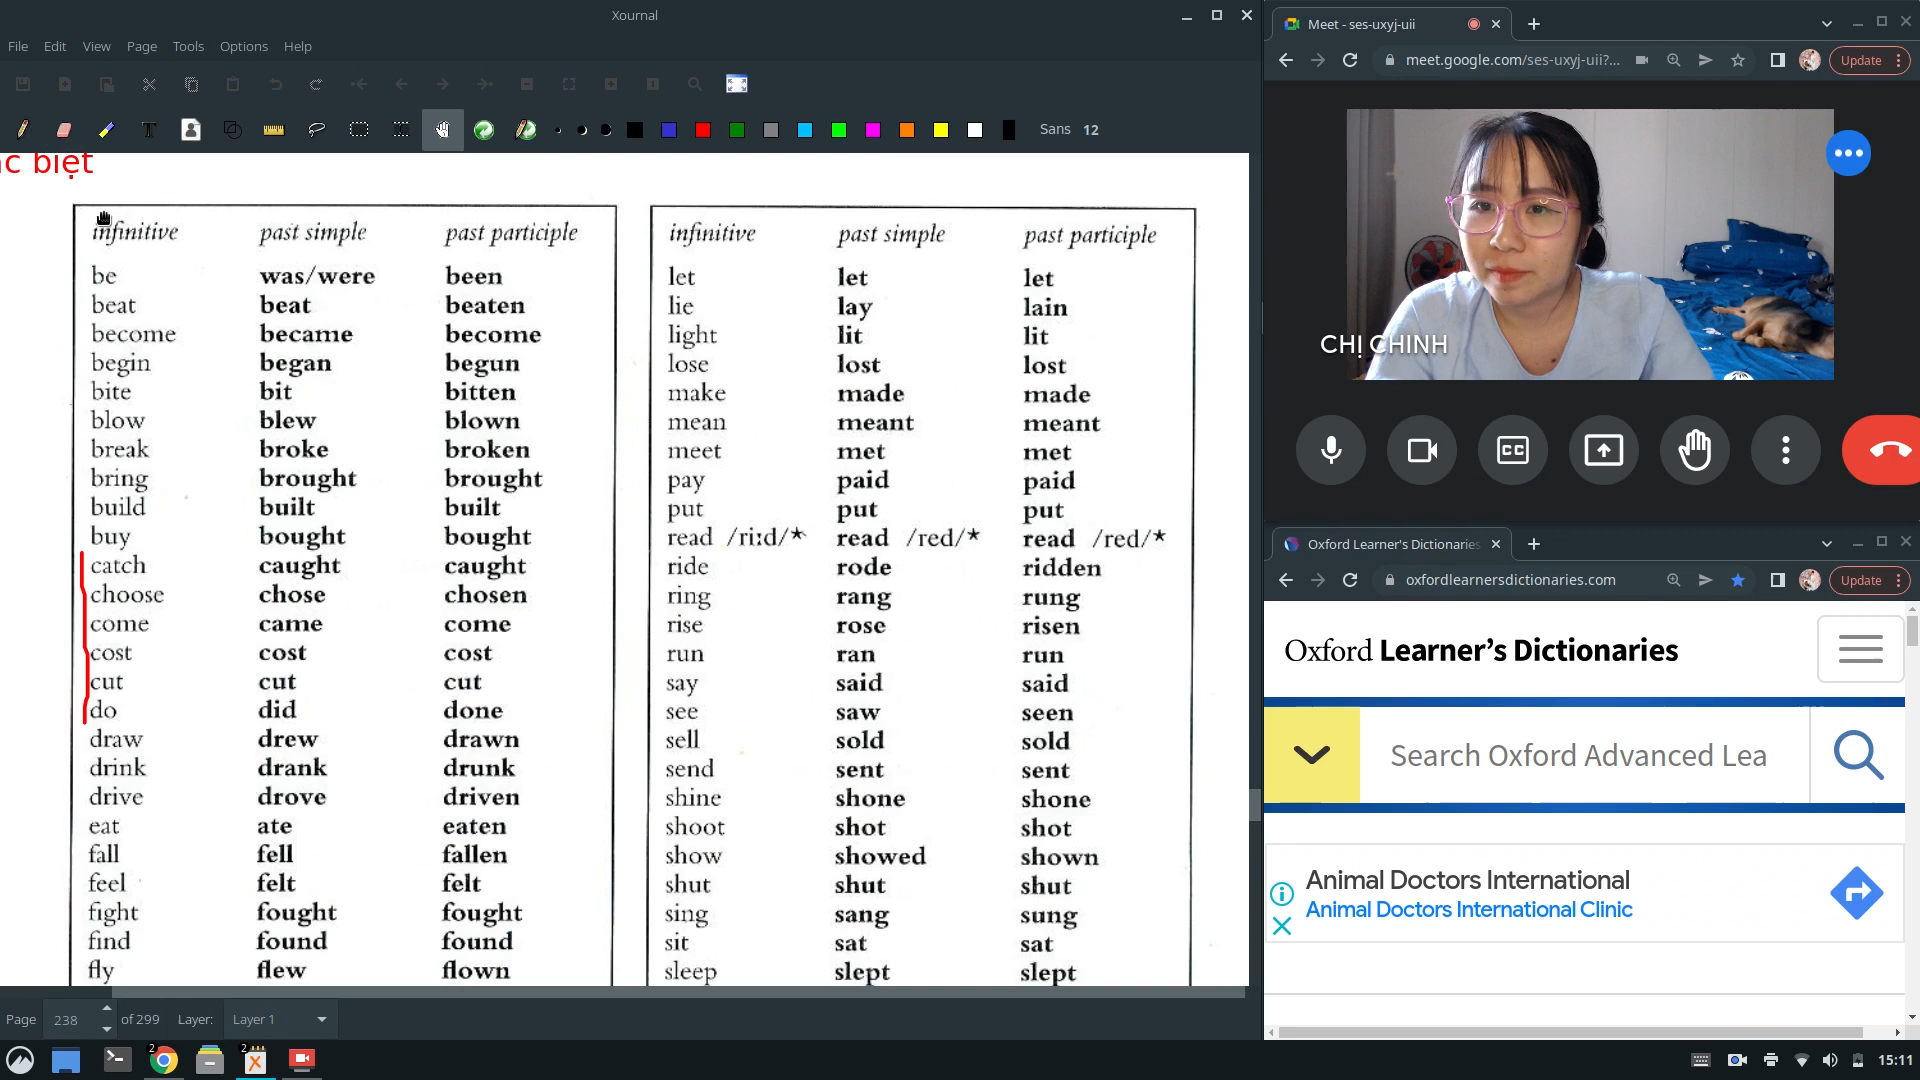 Xournal
File Edit View Page Tools Options Help
Sans 12
c biệt
infinitive past simple past participle
be was/were been
beat beat beaten
become became become
begin began begun
bite bit bitten
blow blew blown
break broke broken
bring brought brought
build built built
buy bought bought
catch caught caught
choose chose chosen
come came come
cost cost cost
cut cut cut
do did done
draw drew drawn
drink drank drunk
drive drove driven
eat ate eaten
fall fell fallen
feel felt felt
fight fought fought
find found found
fly flew flown
infinitive past simple past participle
let let let
lie lay lain
light lit lit
lose lost lost
make made made
mean meant meant
meet met met
pay paid paid
put put put
read /riːd/* read /red/* read /red/*
ride rode ridden
ring rang rung
rise rose risen
run ran run
say said said
see saw seen
sell sold sold
send sent sent
shine shone shone
shoot shot shot
show showed shown
shut shut shut
sing sang sung
sit sat sat
sleep slept slept
Page 238 of 299 Layer: Layer 1
Meet - ses-uxyj-uii
meet.google.com/ses-uxyj-uii?...
Update
CHỊ CHINH
CC
Oxford Learner's Dictionaries
oxfordlearnersdictionaries.com
Update
Oxford Learner's Dictionaries
Search Oxford Advanced Lea
Animal Doctors International
Animal Doctors International Clinic
2
2
15:11